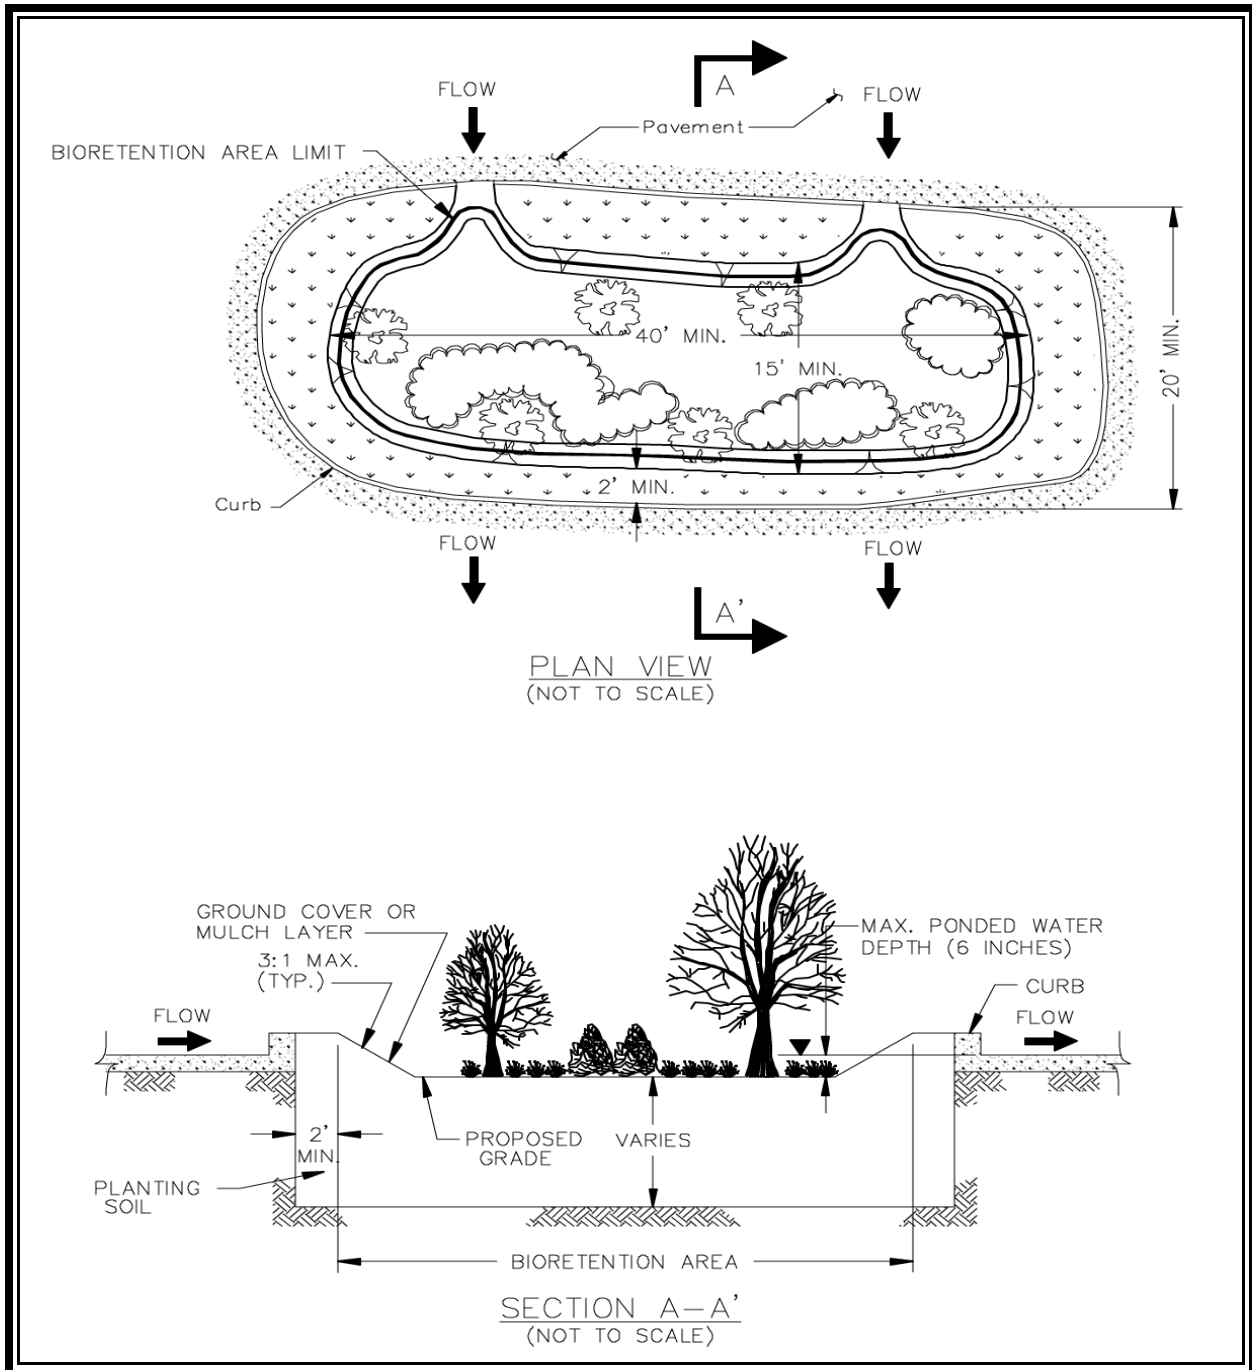 A
FLOW
FLOW
Pavement
BIORETENTION AREA LIMIT
40' MIN.
15' MIN.
20' MIN.
2' MIN.
Curb
FLOW
FLOW
A'
PLAN VIEW
(NOT TO SCALE)
GROUND COVER OR
MULCH LAYER
3:1 MAX.
(TYP.)
MAX. PONDED WATER
DEPTH (6 INCHES)
CURB
FLOW
FLOW
2'
MIN.
PROPOSED
GRADE
VARIES
PLANTING
SOIL
BIORETENTION AREA
SECTION A-A'
(NOT TO SCALE)